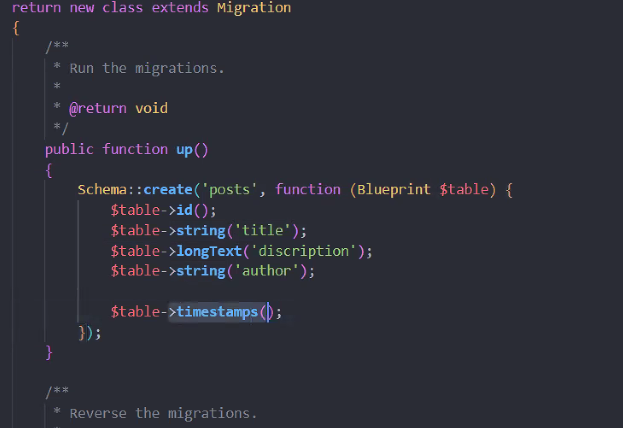 return new class extends Migration
{
/**
* Run the migrations.
*
* @return void
*/
public function up()
{
Schema::create('posts', function (Blueprint $table) {
$table->id();
$table->string('title');
$table->longText('discription');
$table->string('author');
$table->timestamps();
});
}
/**
* Reverse the migrations.